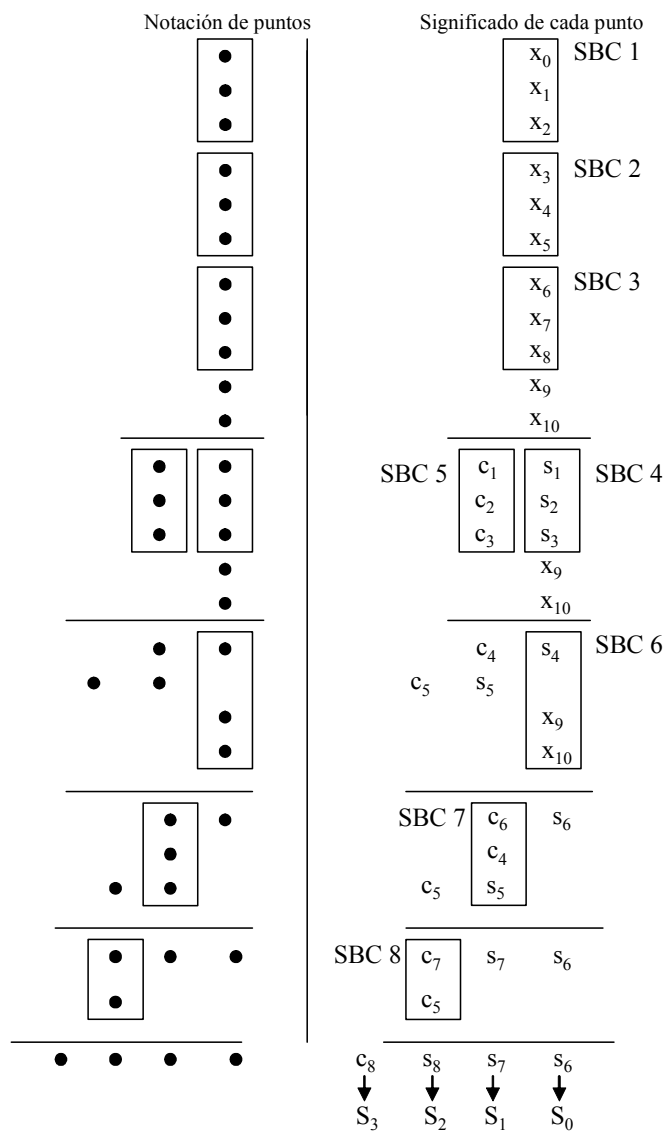 Notación de puntos Significado de cada punto
x₀ SBC 1
x₁
x₂
x₃ SBC 2
x₄
x₅
x₆ SBC 3
x₇
x₈
x₉
x₁₀
SBC 5 c₁ s₁ SBC 4
c₂ s₂
c₃ s₃
x₉
x₁₀
c₄ s₄ SBC 6
c₅ s₅
x₉
x₁₀
SBC 7 c₆ s₆
c₄
c₅ s₅
SBC 8 c₇ s₇ s₆
c₅
c₈ s₈ s₇ s₆
S₃ S₂ S₁ S₀